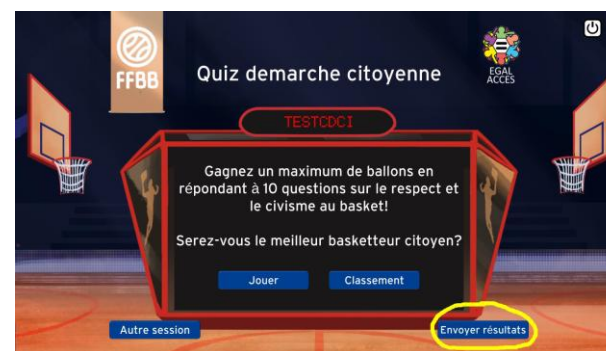 FFBB
Quiz demarche citoyenne
EGAL
ACCES
TESTCDCI
Gagnez un maximum de ballons en
répondant à 10 questions sur le respect et
le civisme au basket!
Serez-vous le meilleur basketteur citoyen?
Jouer
Classement
Autre session
Envoyer résultats